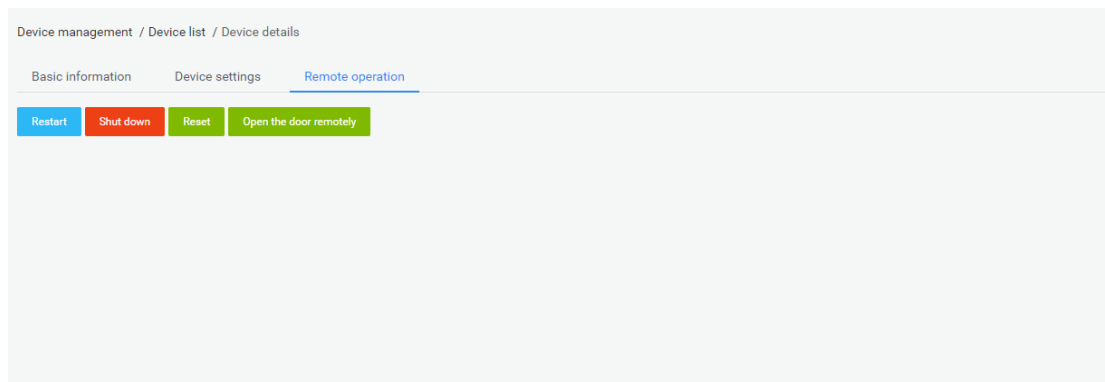 Device management / Device list / Device details
Basic information Device settings Remote operation
Restart Shut down Reset Open the door remotely